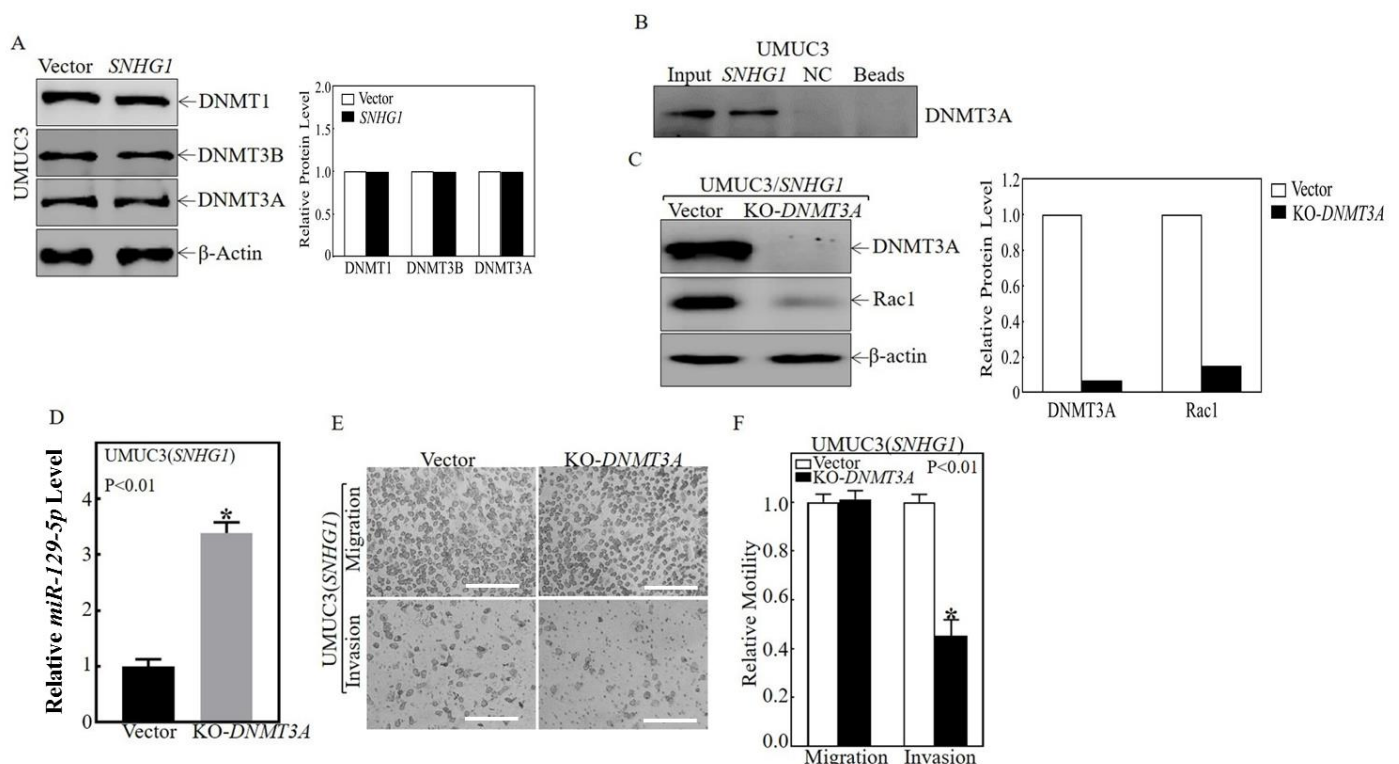 A
Vector SNHG1
UMUC3
DNMT1
DNMT3B
DNMT3A
β-Actin
Relative Protein Level
2.0
1.5
1.0
0.5
0
Vector
SNHG1
DNMT1 DNMT3B DNMT3A
B
UMUC3
Input SNHG1 NC Beads
DNMT3A
C
UMUC3/SNHG1
Vector KO-DNMT3A
DNMT3A
Rac1
β-actin
Relative Protein Level
1.2
1.0
0.8
0.6
0.4
0.2
0
Vector
KO-DNMT3A
DNMT3A Rac1
D
Relative miR-129-5p Level
UMUC3(SNHG1)
P<0.01
4
3
2
1
0
*
Vector KO-DNMT3A
E
Vector KO-DNMT3A
UMUC3(SNHG1)
Migration
Invasion
F
UMUC3(SNHG1)
Vector P<0.01
KO-DNMT3A
Relative Motility
1.0
0.8
0.6
0.4
0.2
0.0
*
Migration Invasion